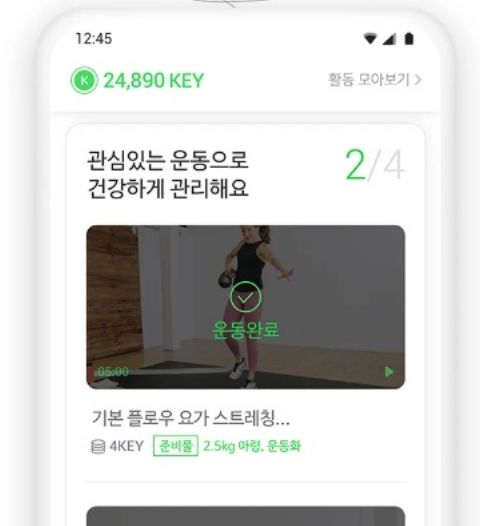 12:45
K 24,890 KEY
활동 모아보기 >
관심있는 운동으로
건강하게 관리해요
2/4
운동완료
05:00
기본 플로우 요가 스트레칭...
4KEY 준비물 2.5kg 아령, 운동화